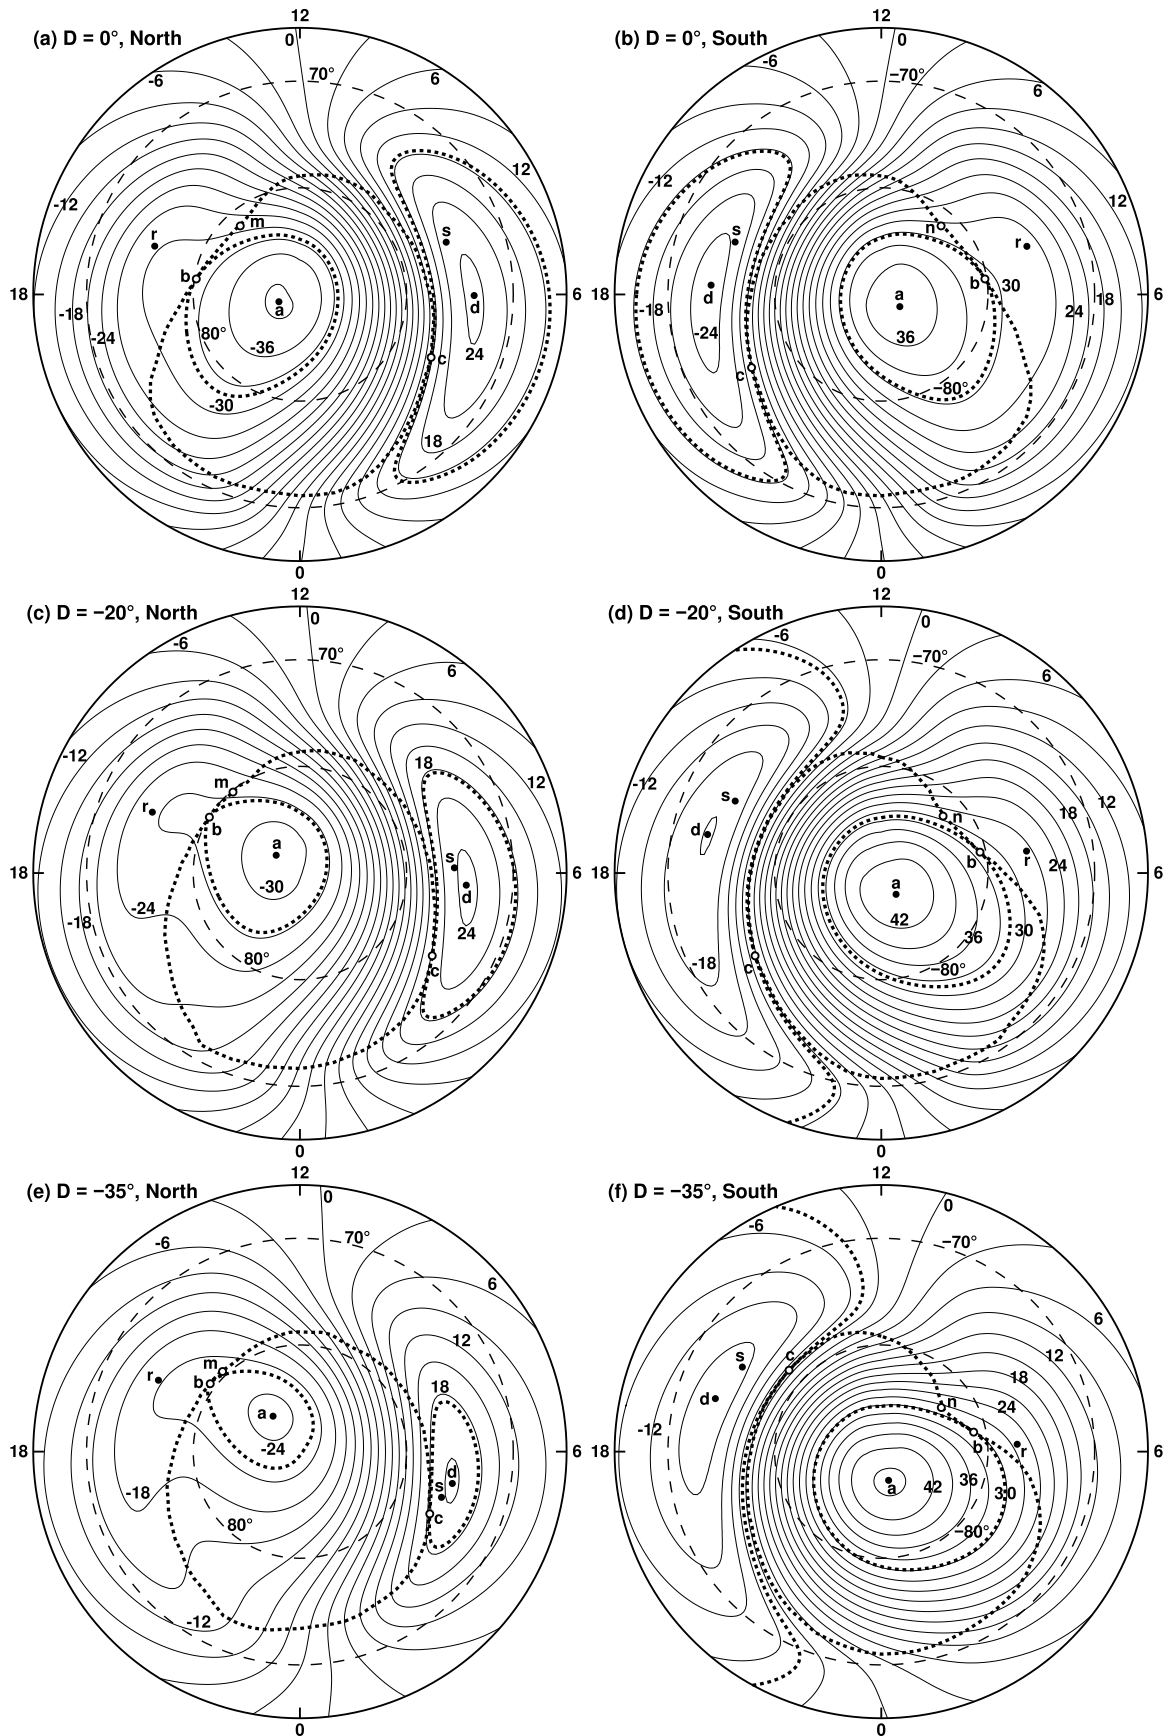 (a) D = 0°, North
12
0
-6
70°
6
-12
12
r
m
s
b
18
a
d
6
-18
-24
80°
-36
c
24
-30
18
0
(b) D = 0°, South
12
0
-6
−70°
6
-12
12
s
n
r
b
30
18
d
a
6
-18
24
18
-24
36
c
−80°
0
(c) D = −20°, North
12
0
-6
70°
6
-12
18
12
m
r
b
a
s
18
-30
d
6
-24
-18
24
80°
c
0
(d) D = −20°, South
12
0
-6
−70°
6
-12
12
s
18
d
n
b
r
24
18
a
6
42
30
36
-18
c
−80°
0
(e) D = −35°, North
12
0
-6
70°
6
12
m
r
b
18
a
18
-24
6
d
s
-18
c
80°
-12
0
(f) D = −35°, South
12
0
-6
−70°
6
c
12
s
18
d
n
24
-12
b
r
18
6
36
42
a
30
−80°
0